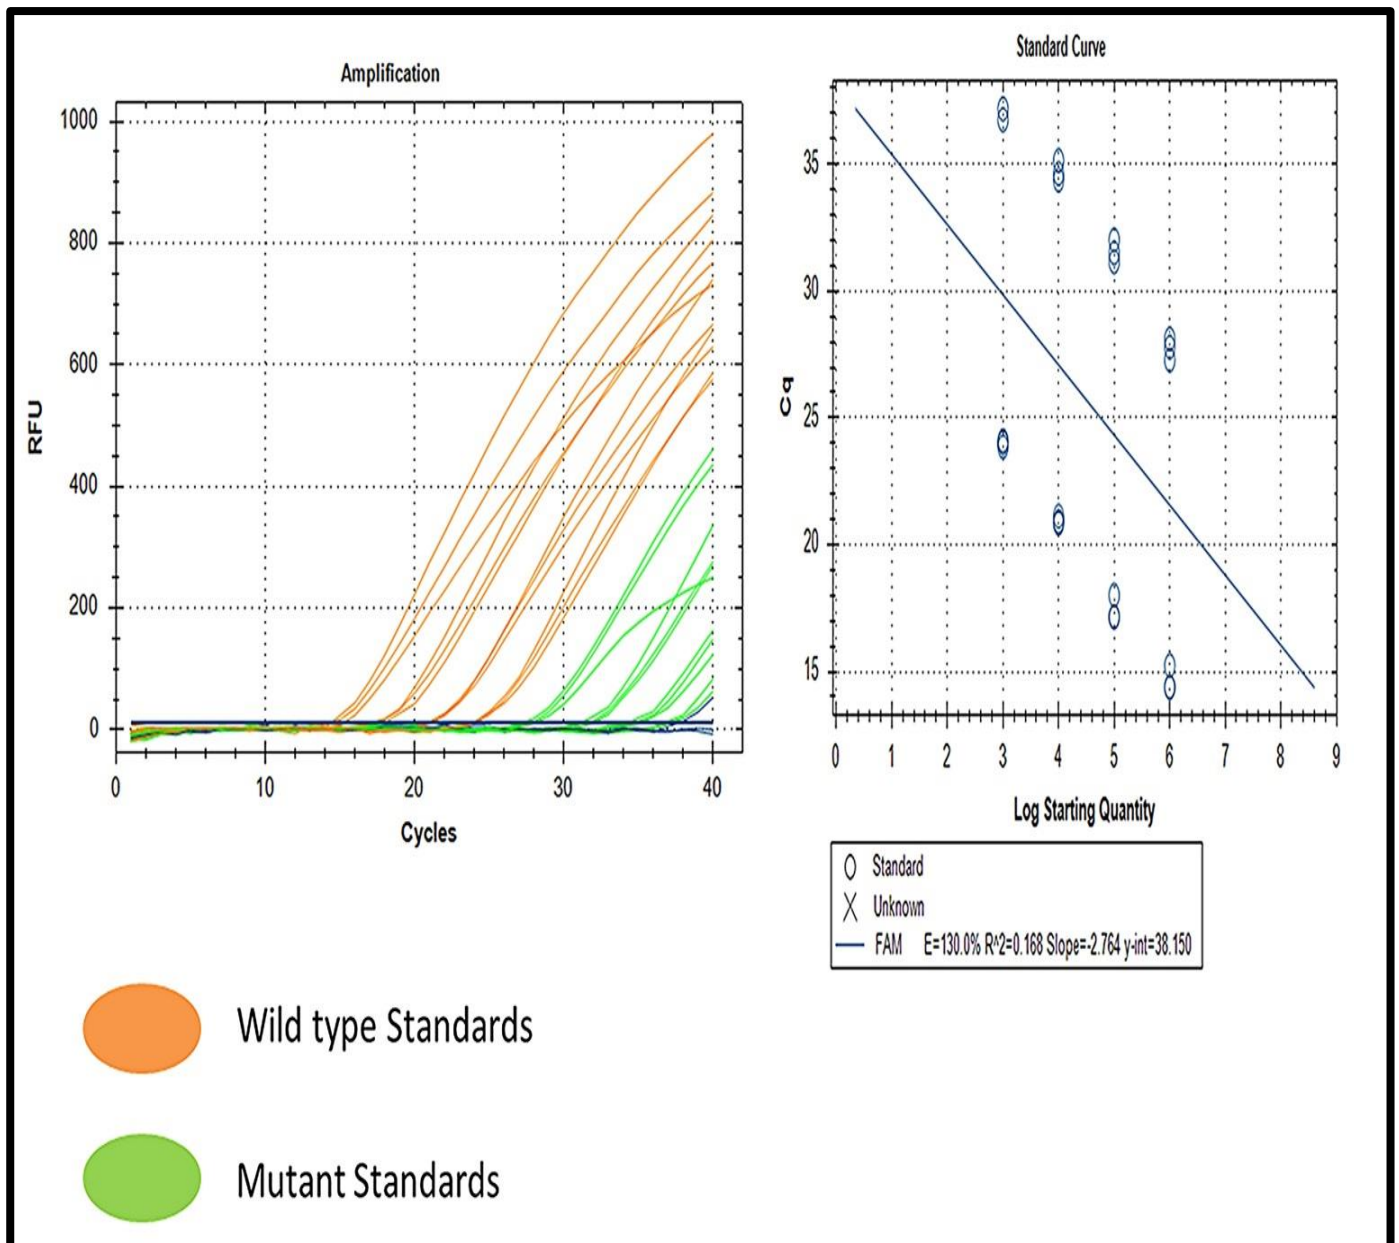 Amplification
1000
800
600
400
200
0
RFU
0 10 20 30 40
Cycles
Standard Curve
35
30
25
20
15
Cq
0 1 2 3 4 5 6 7 8 9
Log Starting Quantity
Standard
Unknown
FAM E=130.0% R^2=0.168 Slope=-2.764 y-int=38.150
Wild type Standards
Mutant Standards